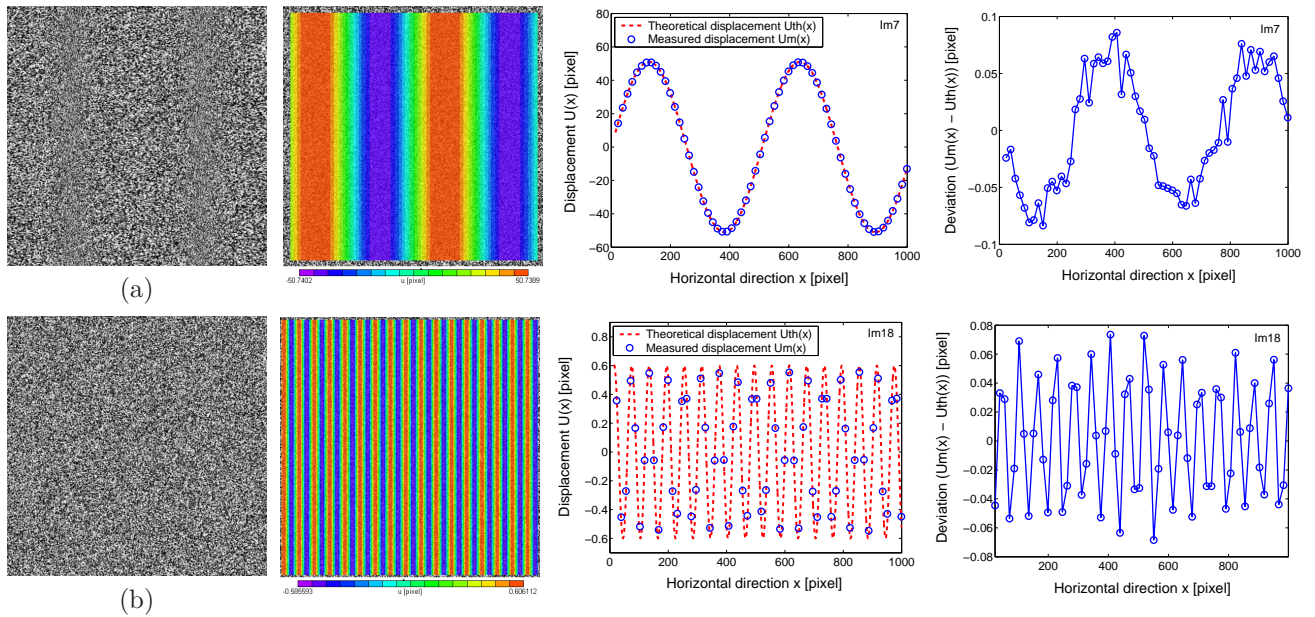 (a)
-50.7402 u [pixel] 50.7389
80
60
40
20
0
−20
−40
−60
0 200 400 600 800 1000
Displacement U(x) [pixel]
Horizontal direction x [pixel]
Theoretical displacement Uth(x)
Measured displacement Um(x)
Im7
0.1
0.05
0
−0.05
−0.1
0 200 400 600 800 1000
Deviation (Um(x) − Uth(x)) [pixel]
Horizontal direction x [pixel]
Im7
(b)
-0.585593 u [pixel] 0.606112
0.8
0.6
0.4
0.2
0
−0.2
−0.4
−0.6
0 200 400 600 800 1000
Displacement U(x) [pixel]
Horizontal direction x [pixel]
Theoretical displacement Uth(x)
Measured displacement Um(x)
Im18
0.08
0.06
0.04
0.02
0
−0.02
−0.04
−0.06
−0.08
200 400 600 800
Deviation (Um(x) − Uth(x)) [pixel]
Horizontal direction x [pixel]
Im18